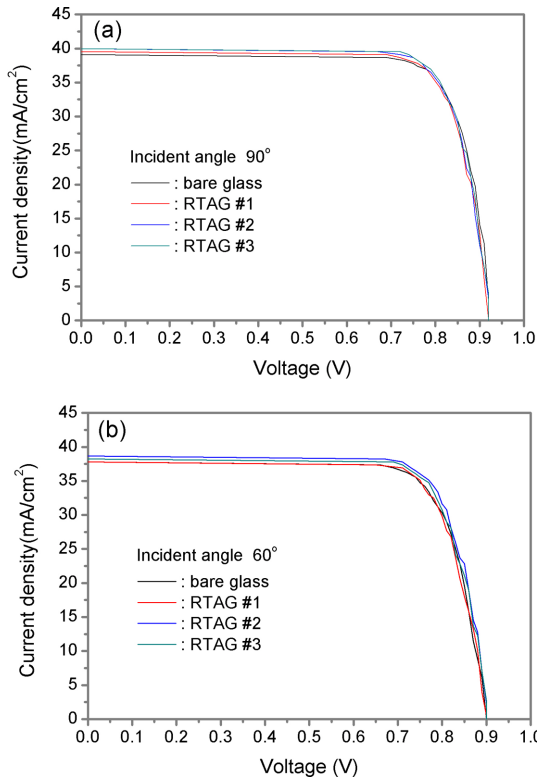 (a)
45
40
35
30
25
20
15
10
5
0
Current density(mA/cm²)
Incident angle 90°
: bare glass
: RTAG #1
: RTAG #2
: RTAG #3
0.0 0.1 0.2 0.3 0.4 0.5 0.6 0.7 0.8 0.9 1.0
Voltage (V)
(b)
45
40
35
30
25
20
15
10
5
0
Current density(mA/cm²)
Incident angle 60°
: bare glass
: RTAG #1
: RTAG #2
: RTAG #3
0.0 0.1 0.2 0.3 0.4 0.5 0.6 0.7 0.8 0.9 1.0
Voltage (V)